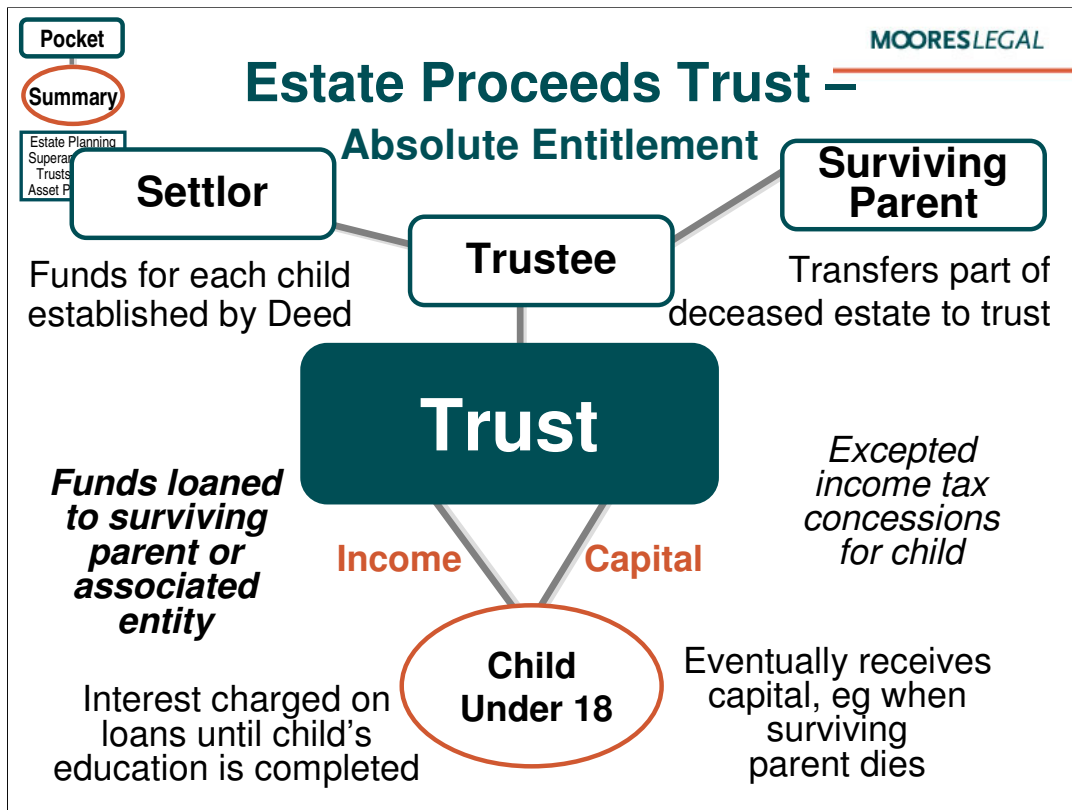 Pocket
Summary
Estate Planning
Trusts
MOORES LEGAL
Estate Proceeds Trust –
Absolute Entitlement
Settlor
Surviving
Parent
Trustee
Funds for each child
established by Deed
Transfers part of
deceased estate to trust
Trust
Funds loaned
to surviving
parent or
associated
entity
Excepted
income tax
concessions
for child
Income
Capital
Child
Under 18
Interest charged on
loans until child’s
education is completed
Eventually receives
capital, eg when
surviving
parent dies